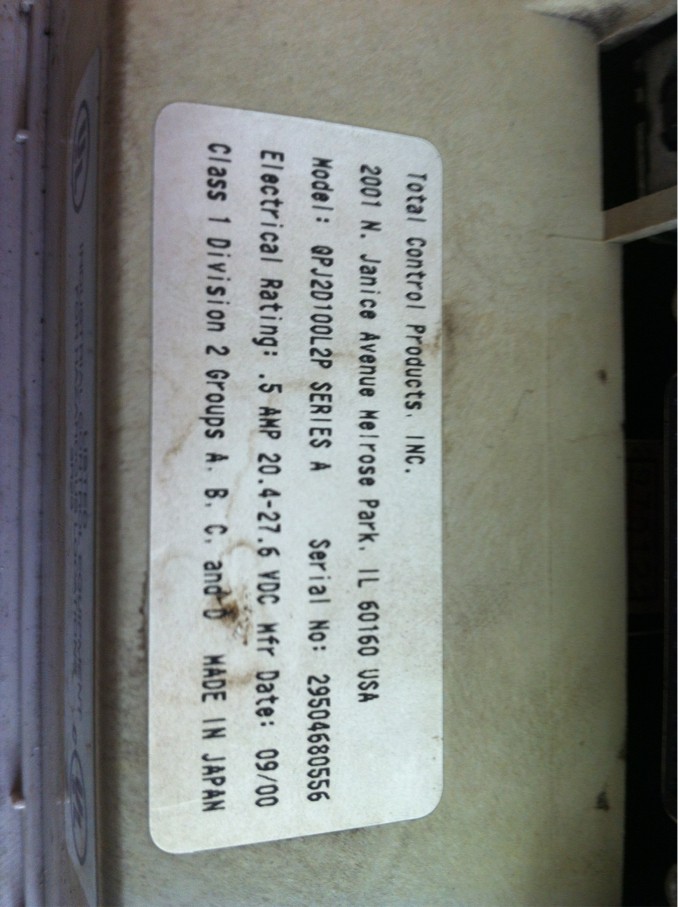 Total Control Products, INC.
2001 N. Janice Avenue Melrose Park, IL 60160 USA
Model: QPJ2D100L2P SERIES A Serial No: 29504680556
Electrical Rating: .5 AMP 20.4-27.6 VDC Mfr Date: 09/00
Class 1 Division 2 Groups A, B, C, and D MADE IN JAPAN